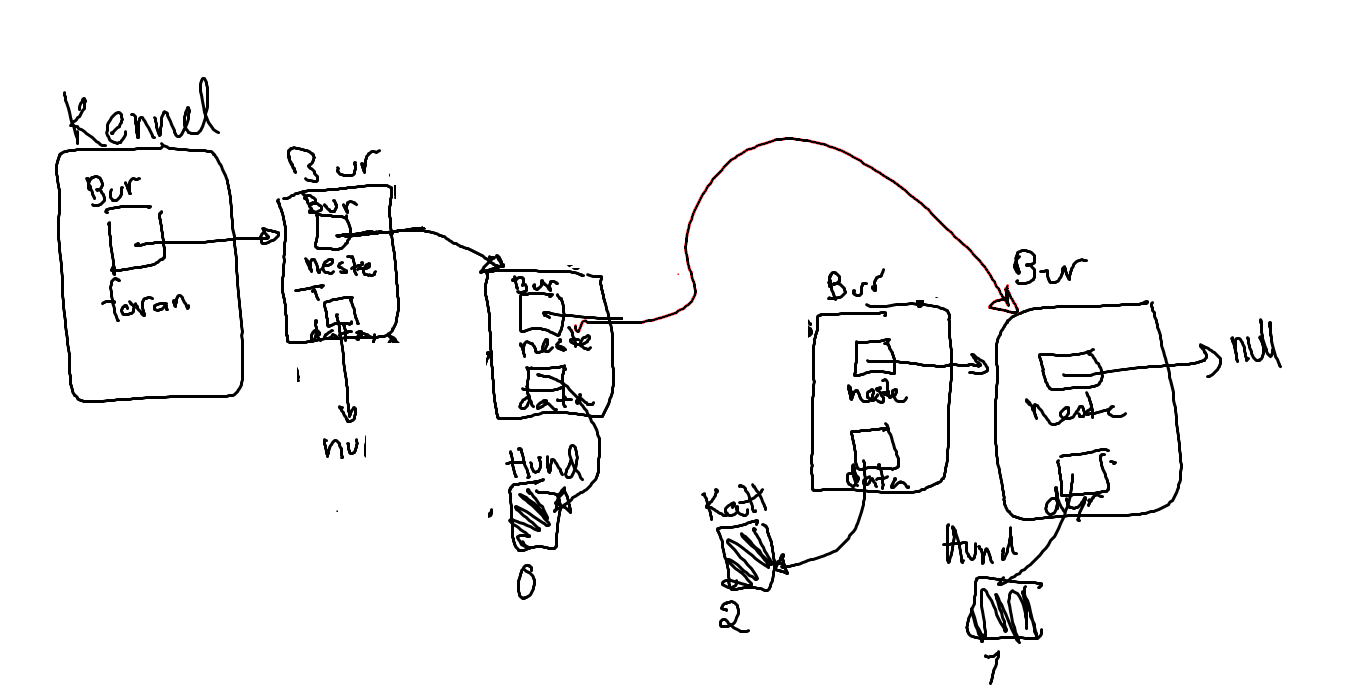 Kennel
Bur
foran
Bur
Bur
neste
T
data
null
Bur
neste
data
Hund
0
Bur
neste
data
Katt
2
Bur
neste
dyr
null
Hund
1